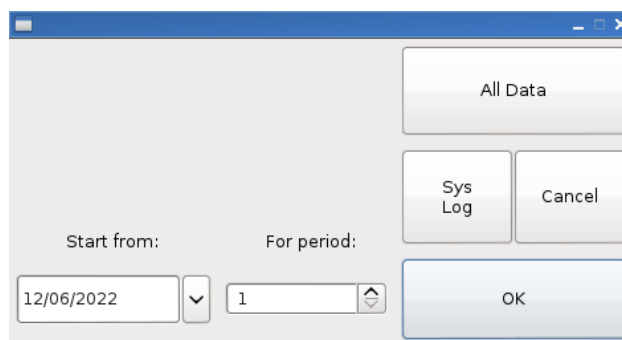 All Data
Sys
Log
Cancel
Start from:
For period:
12/06/2022
1
OK